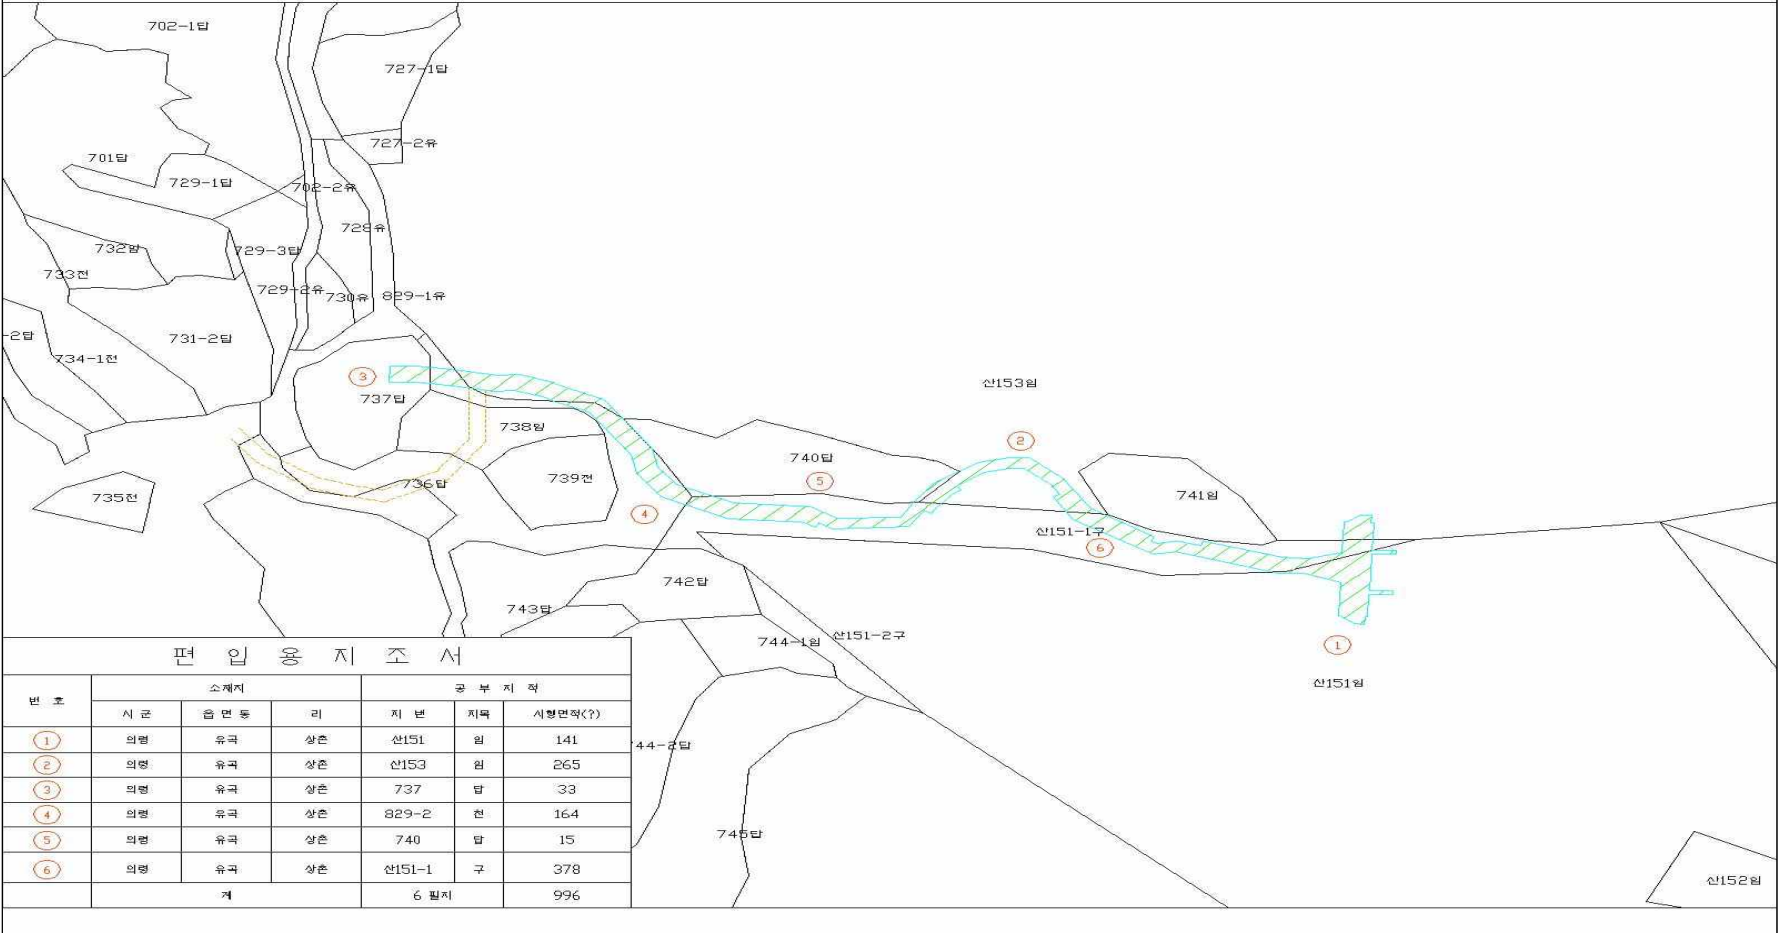 702-1답
727-1답
727-2유
701답
729-1답
702-2유
728유
732임
729-3답
733전
729-2유
730유
829-1유
-2답
731-2답
734-1전
3
737답
산153임
738임
2
740답
739전
5
736답
735전
741임
4
산151-1구
6
742답
743답
744-1임
산151-2구
1
산151임
44-2답
745답
산152임
편 입 용 지 조 서
번 호 소재지 공 부 지 적
시 군 읍 면 동 리 지 번 지목 시행면적(?)
1 의령 유곡 상촌 산151 임 141
2 의령 유곡 상촌 산153 임 265
3 의령 유곡 상촌 737 답 33
4 의령 유곡 상촌 829-2 천 164
5 의령 유곡 상촌 740 답 15
6 의령 유곡 상촌 산151-1 구 378
계 6 필지 996